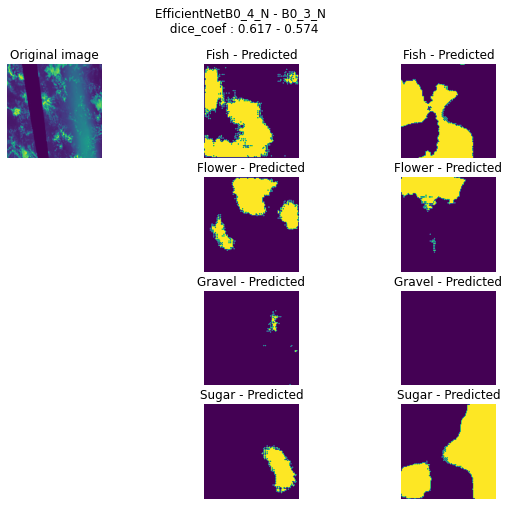 EfficientNetB0_4_N - B0_3_N
dice_coef : 0.617 - 0.574
Original image
Fish - Predicted
Fish - Predicted
Flower - Predicted
Flower - Predicted
Gravel - Predicted
Gravel - Predicted
Sugar - Predicted
Sugar - Predicted